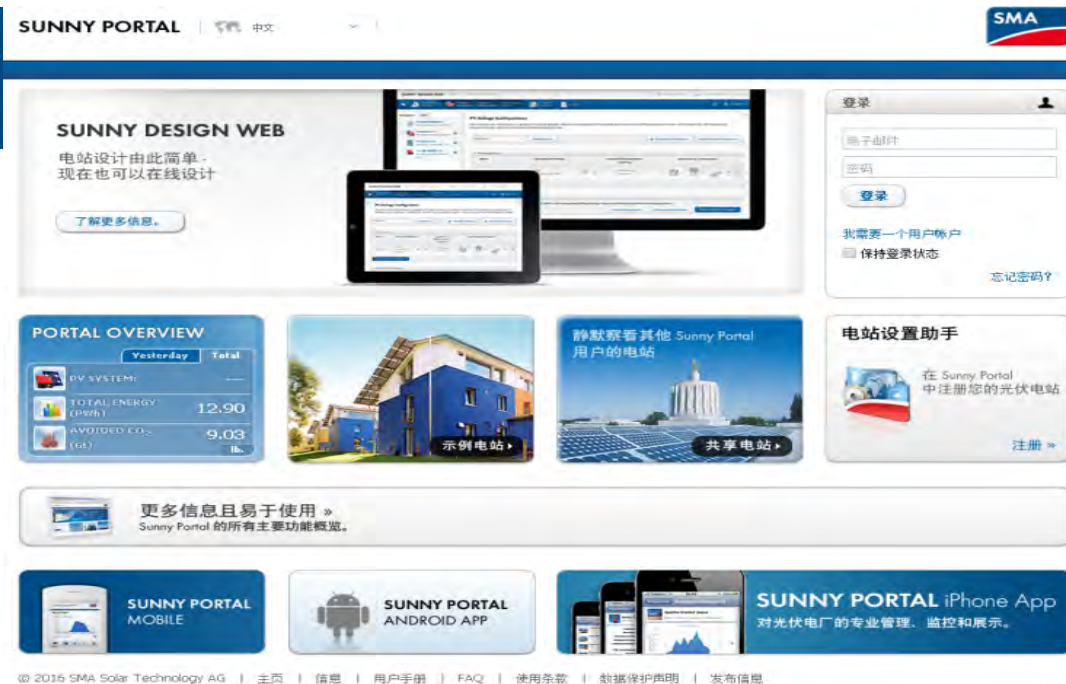 SUNNY PORTAL
中文
SMA
SUNNY DESIGN WEB
电站设计由此简单 -
现在也可以在线设计
了解更多信息。
登录
电子邮件
密码
登录
我需要一个用户帐户
保持登录状态
忘记密码?
PORTAL OVERVIEW
Yesterday Total
PV SYSTEM:
TOTAL ENERGY
(PWh)
12.90
AVOIDED CO₂
(Gt)
9.03
lb.
示例电站
静默察看其他 Sunny Portal
用户的电站
共享电站
电站设置助手
在 Sunny Portal
中注册您的光伏电站
注册 »
更多信息且易于使用 »
Sunny Portal 的所有主要功能概览。
SUNNY PORTAL
MOBILE
SUNNY PORTAL
ANDROID APP
SUNNY PORTAL iPhone App
对光伏电厂的专业管理、监控和展示。
© 2016 SMA Solar Technology AG | 主页 | 信息 | 用户手册 | FAQ | 使用条款 | 数据保护声明 | 发布信息